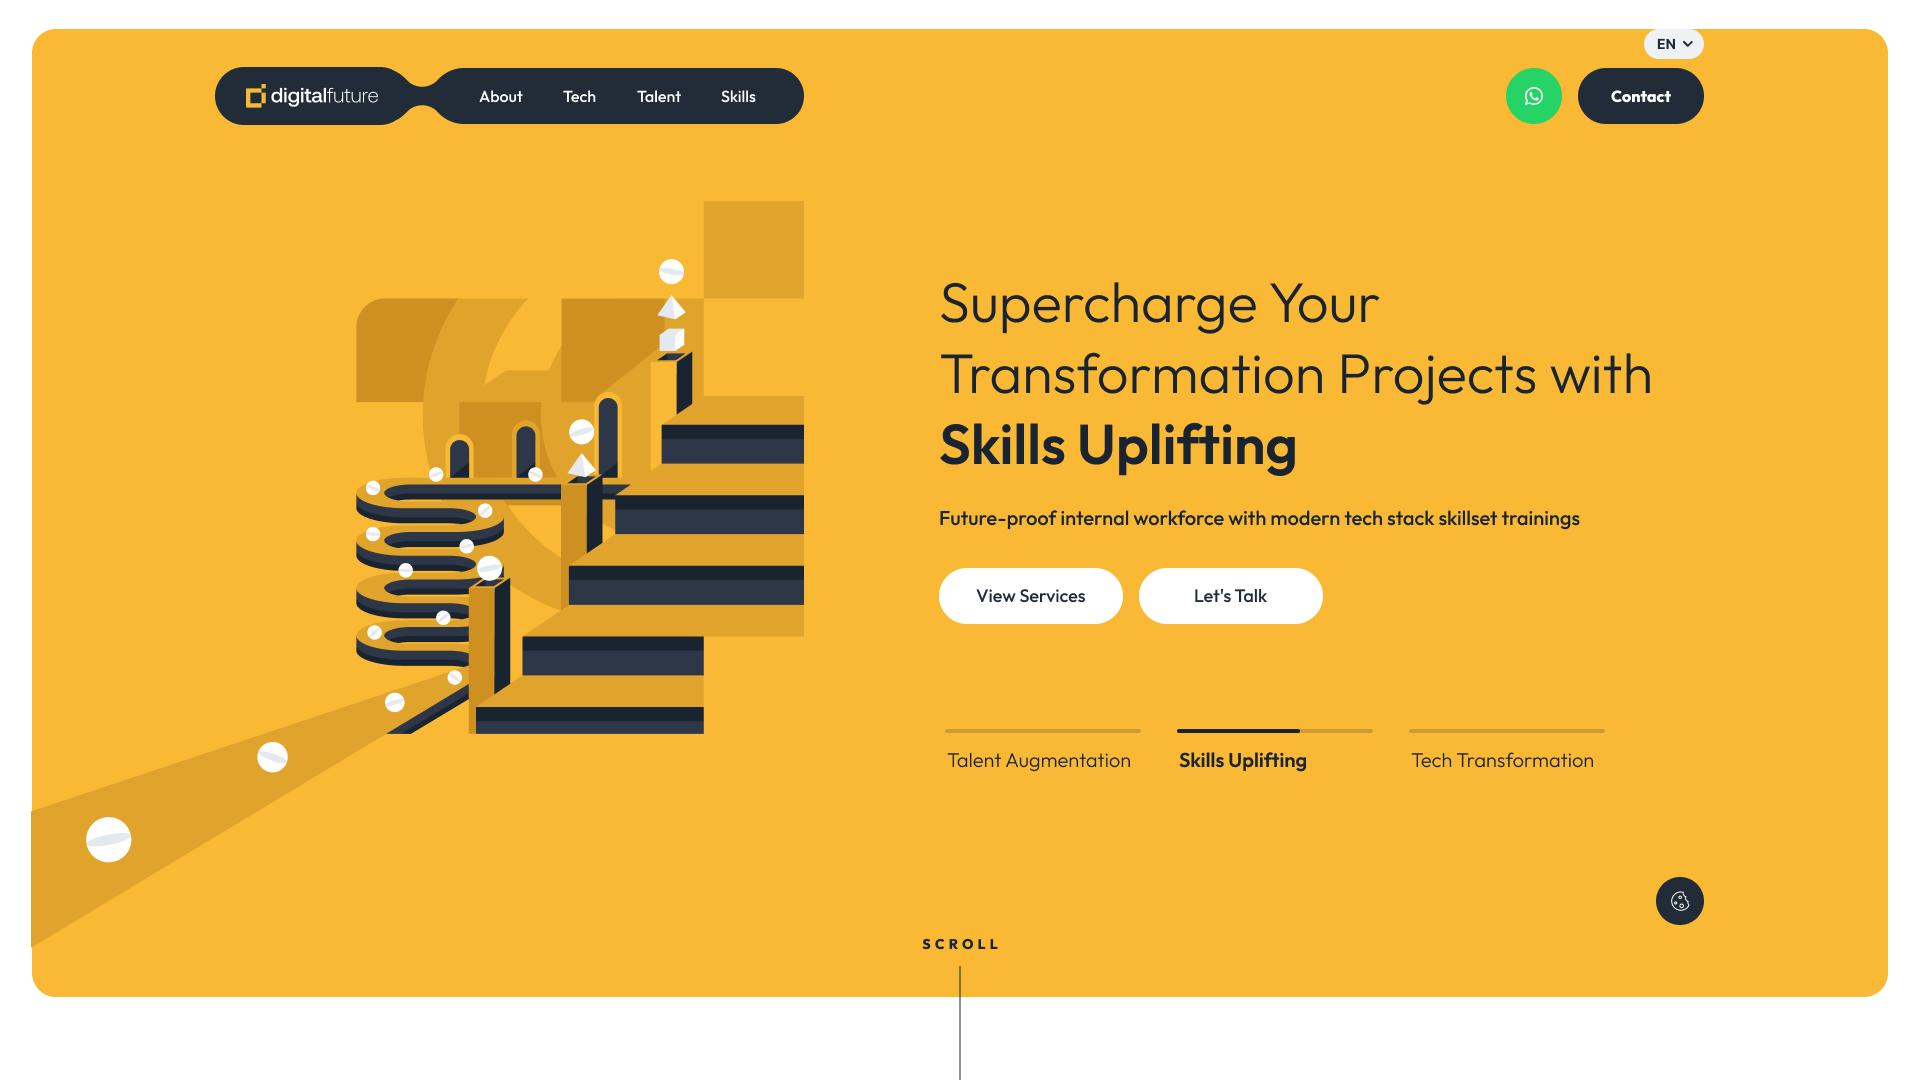 EN
digitalfuture
About Tech Talent Skills
Contact
Supercharge Your
Transformation Projects with
Skills Uplifting
Future-proof internal workforce with modern tech stack skillset trainings
View Services Let's Talk
Talent Augmentation Skills Uplifting Tech Transformation
SCROLL